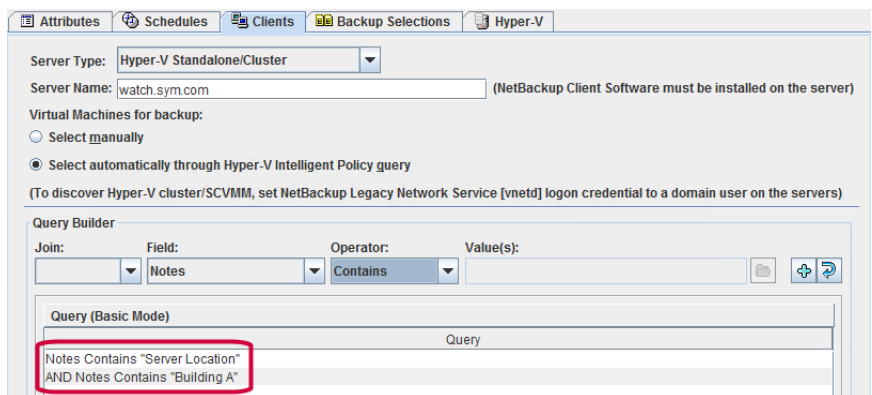 Attributes Schedules Clients Backup Selections Hyper-V
Server Type: Hyper-V Standalone/Cluster
Server Name: watch.sym.com (NetBackup Client Software must be installed on the server)
Virtual Machines for backup:
Select manually
Select automatically through Hyper-V Intelligent Policy query
(To discover Hyper-V cluster/SCVMM, set NetBackup Legacy Network Service [vnetd] logon credential to a domain user on the servers)
Query Builder
Join: Field: Operator: Value(s):
Notes Contains
Query (Basic Mode)
Query
Notes Contains "Server Location"
AND Notes Contains "Building A"